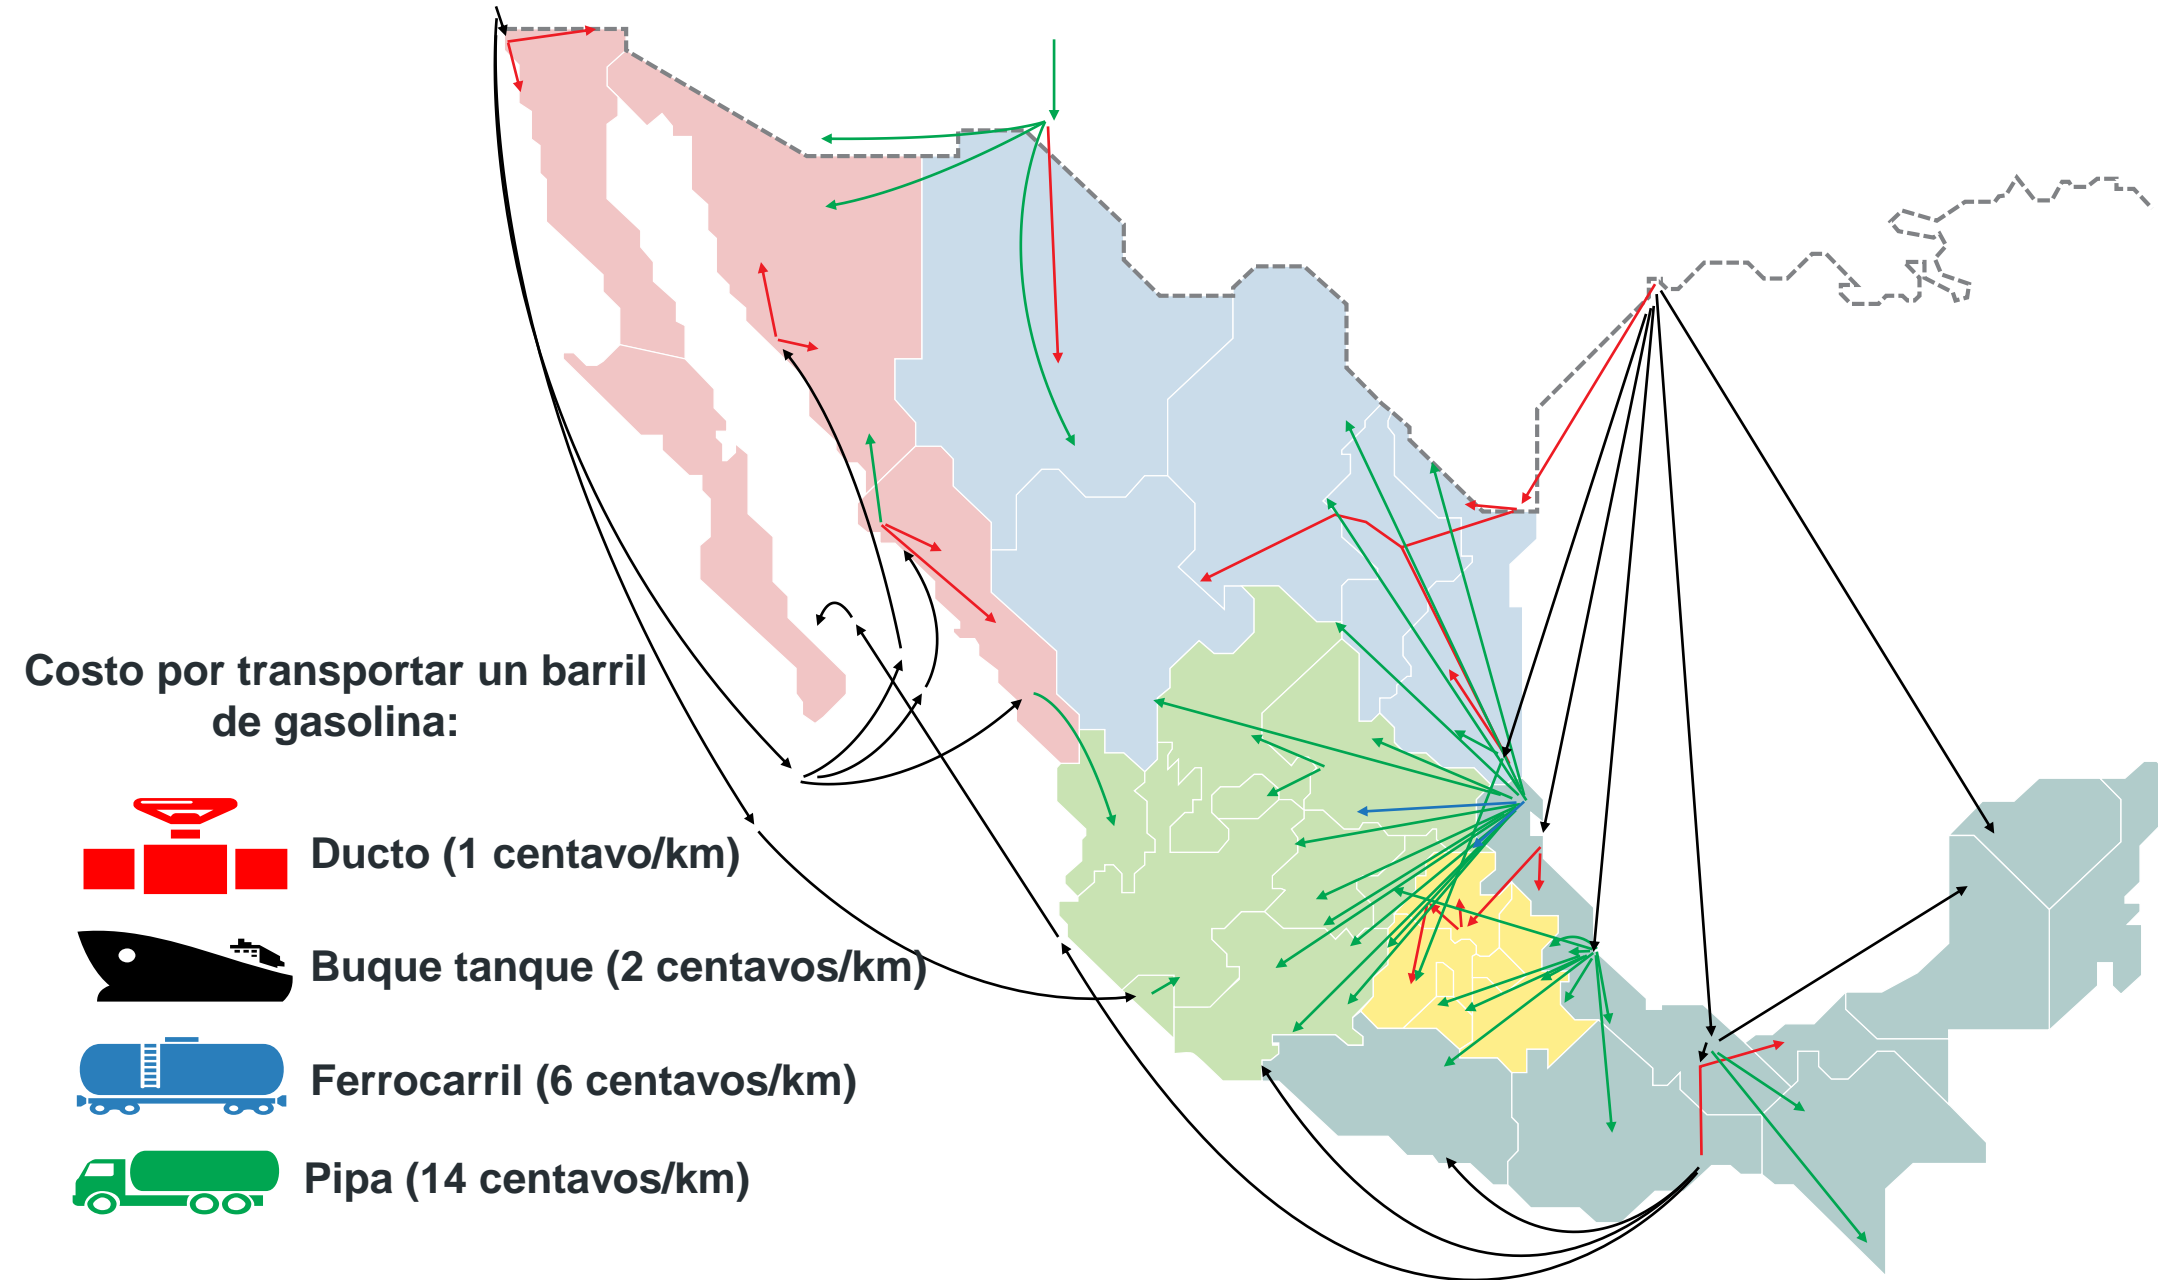 Costo por transportar un barril
de gasolina:
Ducto (1 centavo/km)
Buque tanque (2 centavos/km)
Ferrocarril (6 centavos/km)
Pipa (14 centavos/km)